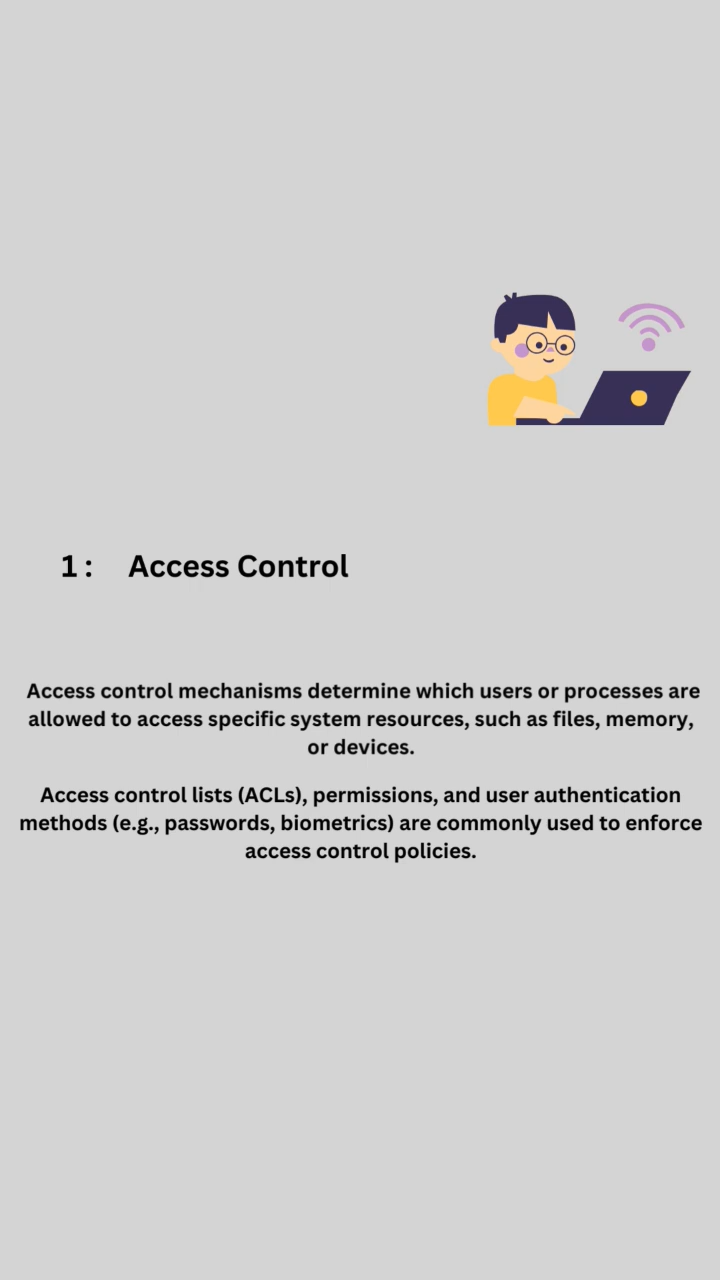 1 :    Access Control
Access control mechanisms determine which users or processes are
allowed to access specific system resources, such as files, memory,
or devices.
Access control lists (ACLs), permissions, and user authentication
methods (e.g., passwords, biometrics) are commonly used to enforce
access control policies.